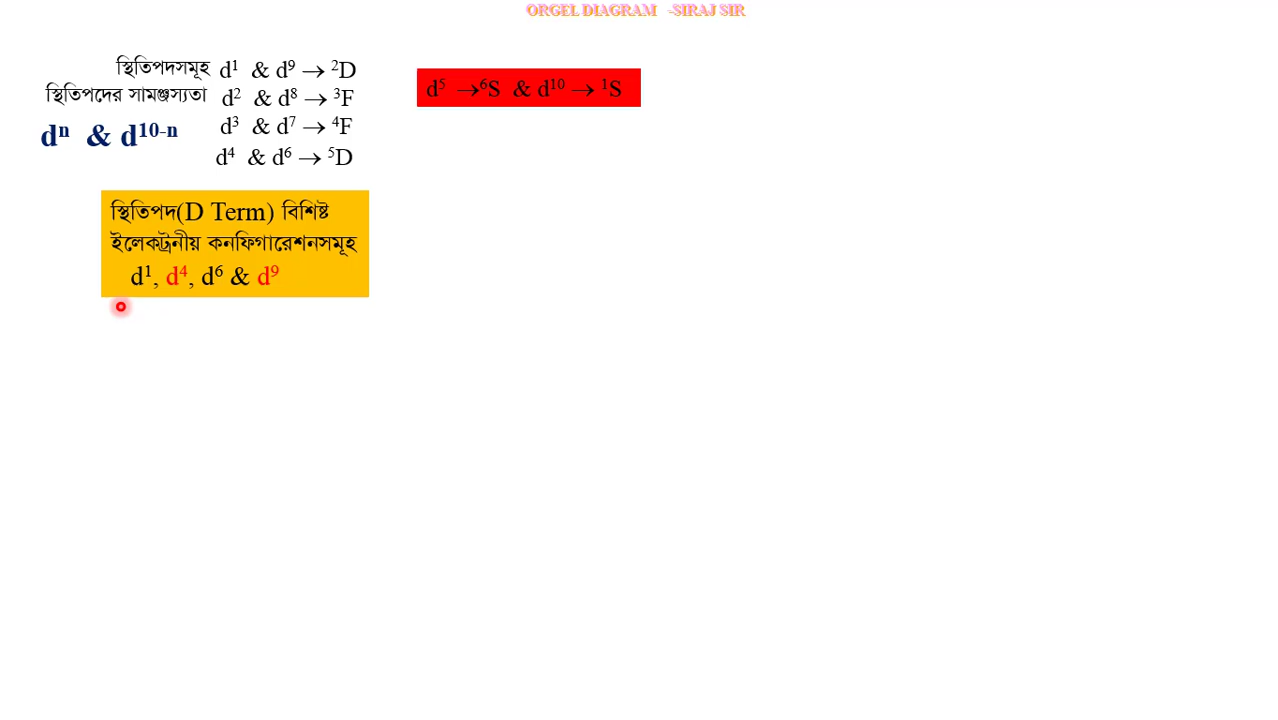 ORGEL DIAGRAM -SIRAJ SIR
স্থিতিপদসমূহ d¹ & d⁹ → ²D
স্থিতিপদের সামঞ্জস্যতা d² & d⁸ → ³F
dⁿ & d¹⁰⁻ⁿ d³ & d⁷ → ⁴F
d⁴ & d⁶ → ⁵D
d⁵ →⁶S & d¹⁰ → ¹S
স্থিতিপদ(D Term) বিশিষ্ট
ইলেকট্রনীয় কনফিগারেশনসমূহ
d¹, d⁴, d⁶ & d⁹